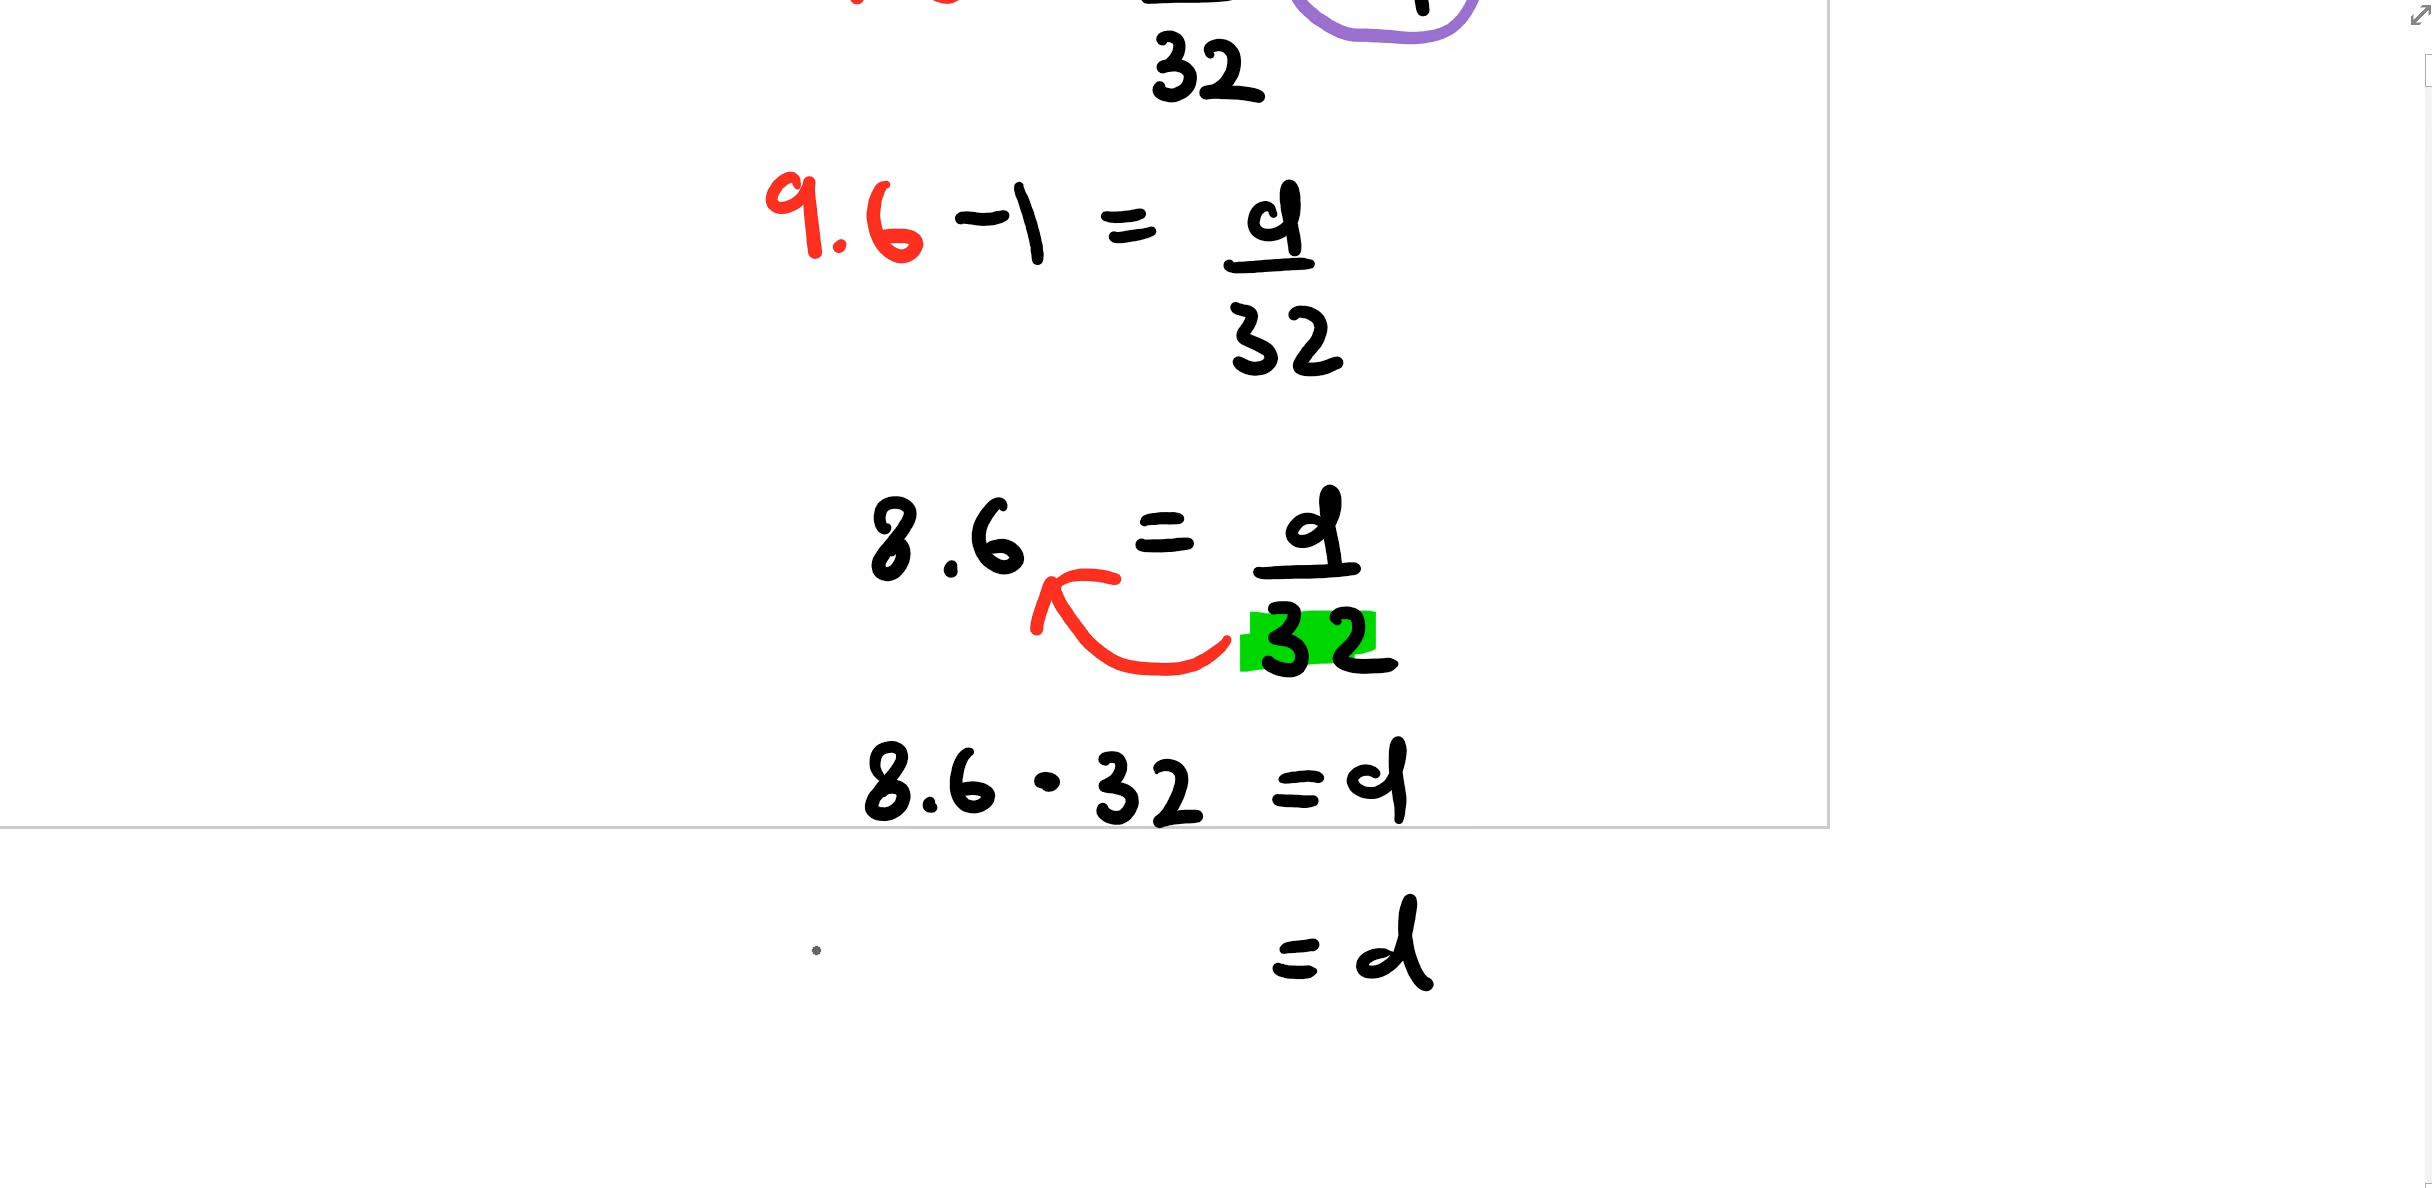 32
9.6 - 1 = d/32
8.6 = d/32
8.6 · 32 = d
= d